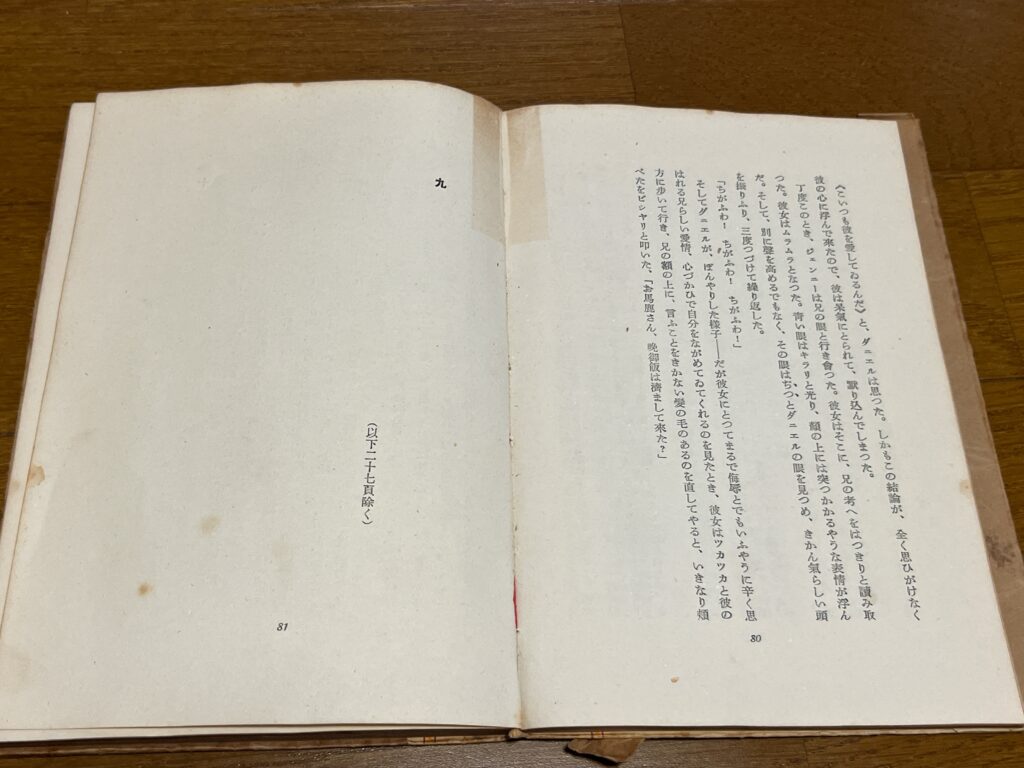 《こいつも彼を愛してゐるんだ》と、ダニエルは思つた。しかもこの結論が、全く思ひがけなく
彼の心に浮んで來たので、彼は呆氣にとられて、默り込んでしまつた。
丁度このとき、ジェンニーは兄の眼と行き會つた。彼女はそこに、兄の考へをはつきりと讀み取
つた。彼女はムラムラとなつた。靑い眼はキラリと光り、顏の上には突つかかるやうな表情が浮ん
だ。そして、別に聲を高めるでもなく、その眼はぢつとダニエルの眼を見つめ、きかん氣らしい頭
を振りふり、三度つづけて繰り返した。
「ちがふわ! ちがふわ! ちがふわ!」
そしてダニエルが、ぼんやりした樣子──だが彼女にとつてまるで侮辱とでもいふやうに辛く思
はれる兄らしい愛情、心づかひで自分をながめてゐてくれるのを見たとき、彼女はツカツカと彼の
方に步いて行き、兄の額の上に、言ふことをきかない髮の毛のあるのを直してやると、いきなり頰
ぺたをピシヤリと叩いた、「お馬鹿さん、晚御飯は濟まして來た?」
80
九
(以下二十七頁除く)
81